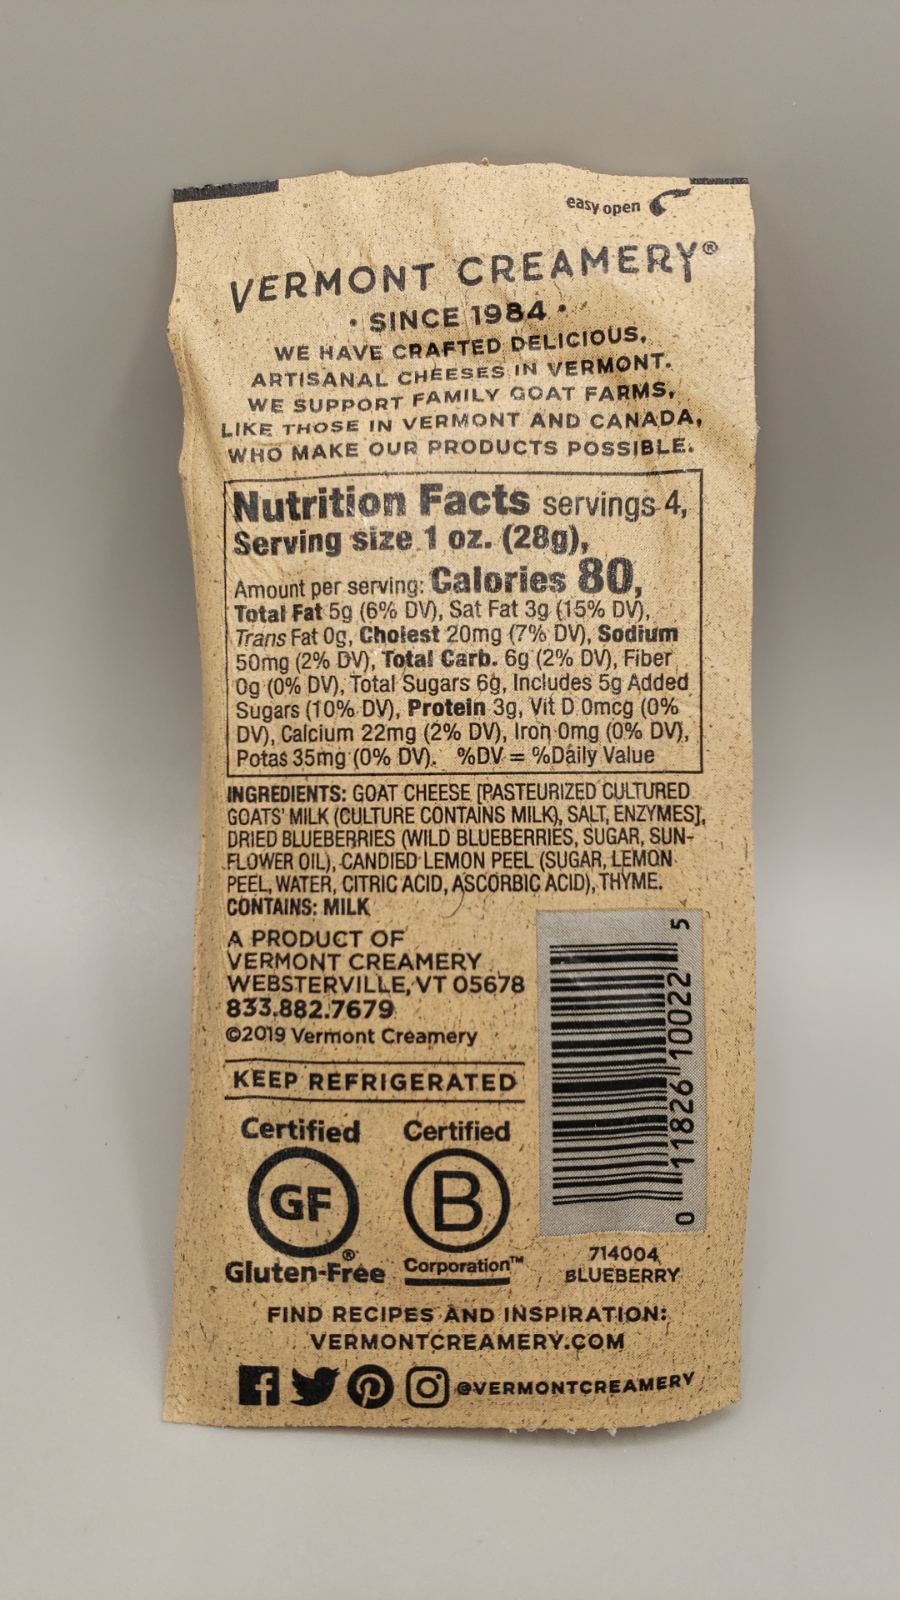 easy open
VERMONT CREAMERY®
• SINCE 1984 •
WE HAVE CRAFTED DELICIOUS,
ARTISANAL CHEESES IN VERMONT.
WE SUPPORT FAMILY GOAT FARMS,
LIKE THOSE IN VERMONT AND CANADA,
WHO MAKE OUR PRODUCTS POSSIBLE.
Nutrition Facts servings 4,
Serving size 1 oz. (28g),
Amount per serving: Calories 80,
Total Fat 5g (6% DV), Sat Fat 3g (15% DV),
Trans Fat 0g, Cholest 20mg (7% DV), Sodium
50mg (2% DV), Total Carb. 6g (2% DV), Fiber
0g (0% DV), Total Sugars 6g, Includes 5g Added
Sugars (10% DV), Protein 3g, Vit D 0mcg (0%
DV), Calcium 22mg (2% DV), Iron 0mg (0% DV),
Potas 35mg (0% DV). %DV = %Daily Value
INGREDIENTS: GOAT CHEESE [PASTEURIZED CULTURED
GOATS' MILK (CULTURE CONTAINS MILK), SALT, ENZYMES],
DRIED BLUEBERRIES (WILD BLUEBERRIES, SUGAR, SUN-
FLOWER OIL), CANDIED LEMON PEEL (SUGAR, LEMON
PEEL, WATER, CITRIC ACID, ASCORBIC ACID), THYME.
CONTAINS: MILK
A PRODUCT OF
VERMONT CREAMERY
WEBSTERVILLE, VT 05678
833.882.7679
©2019 Vermont Creamery
KEEP REFRIGERATED
Certified
GF
Gluten-Free®
Certified
B
Corporation™
0 11826 10022 5
714004
BLUEBERRY
FIND RECIPES AND INSPIRATION:
VERMONTCREAMERY.COM
@VERMONTCREAMERY